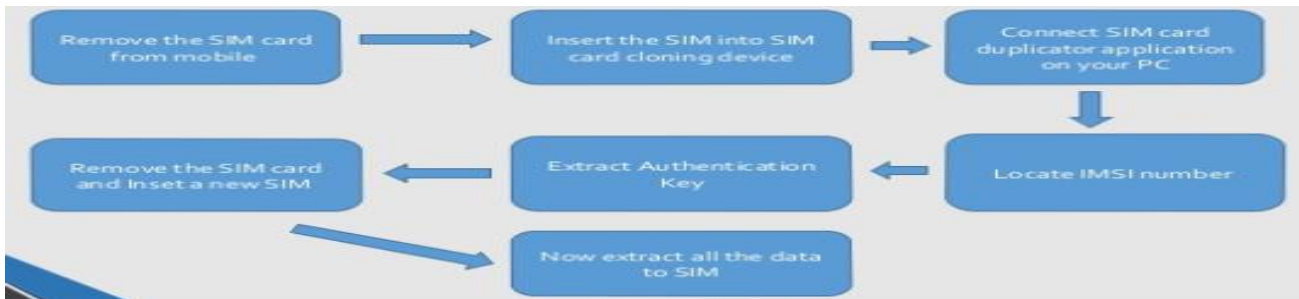 Remove the SIM card
from mobile
Insert the SIM into SIM
card cloning device
Connect SIM card
duplicator application
on your PC
Locate IMSI number
Extract Authentication
Key
Remove the SIM card
and Inset a new SIM
Now extract all the data
to SIM